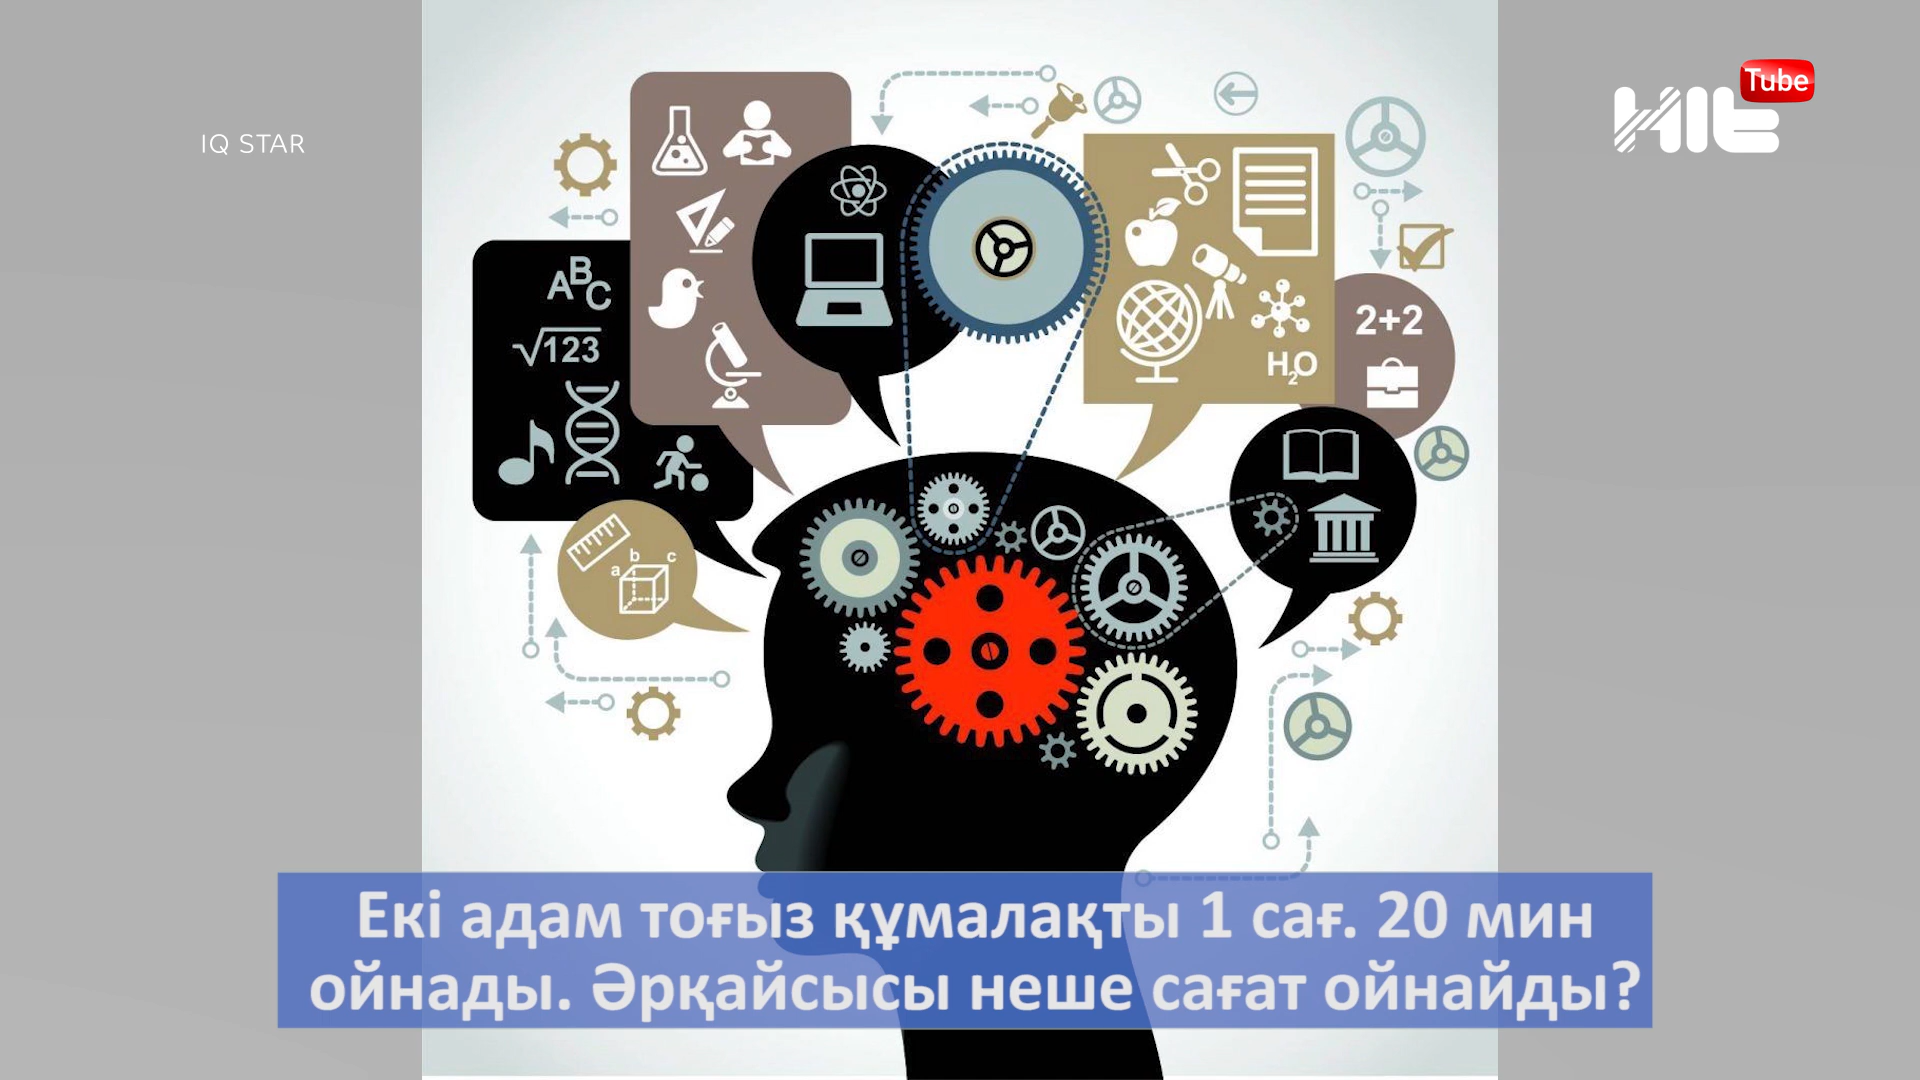 IQ STAR
Hit Tube
ABC
√123
2+2
H₂O
a b c
Екі адам тоғыз құмалақты 1 сағ. 20 мин
ойнады. Әрқайсысы неше сағат ойнайды?